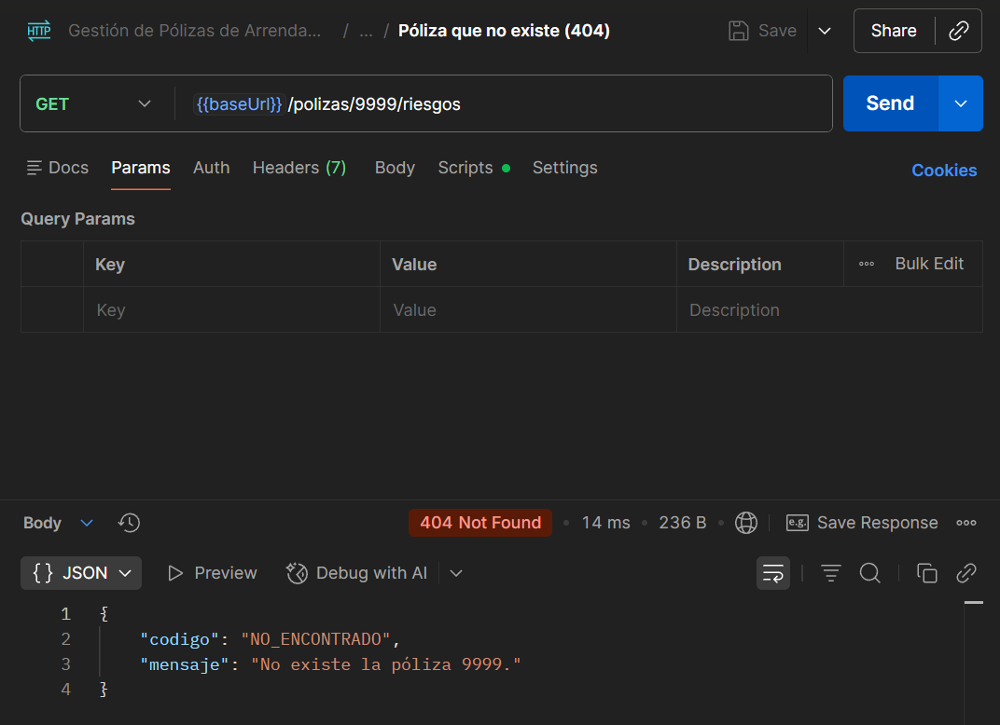 HTTP Gestión de Pólizas de Arrenda... / ... / Póliza que no existe (404) Save Share
GET {{baseUrl}} /polizas/9999/riesgos Send
Docs Params Auth Headers (7) Body Scripts Settings Cookies
Query Params
Key Value Description Bulk Edit
Key Value Description
Body 404 Not Found • 14 ms • 236 B • e.g. Save Response
{} JSON Preview Debug with AI
1 {
2 "codigo": "NO_ENCONTRADO",
3 "mensaje": "No existe la póliza 9999."
4 }